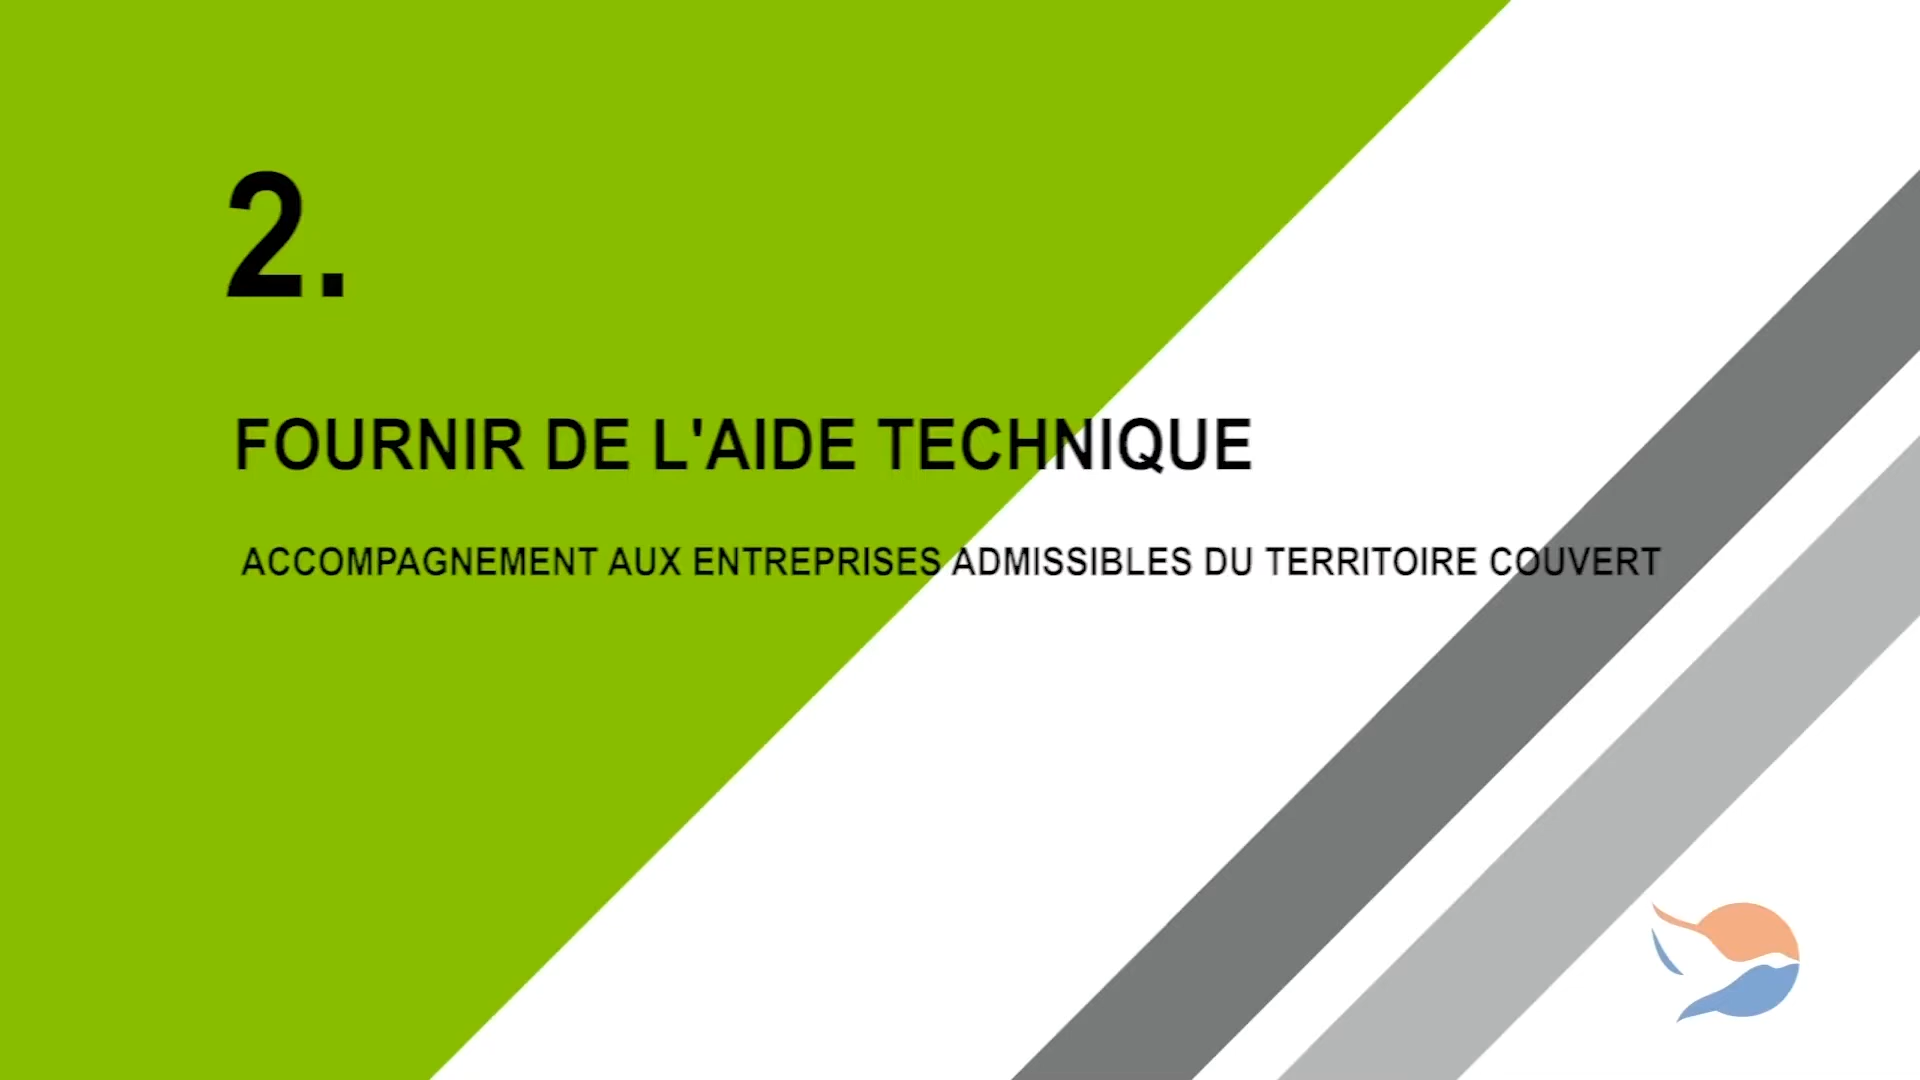 2.
FOURNIR DE L'AIDE TECHNIQUE
ACCOMPAGNEMENT AUX ENTREPRISES ADMISSIBLES DU TERRITOIRE COUVERT